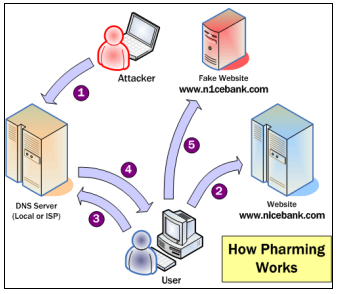 Attacker
Fake Website
www.n1cebank.com
1
5
4
2
DNS Server
(Local or ISP)
3
Website
www.nicebank.com
User
How Pharming
Works